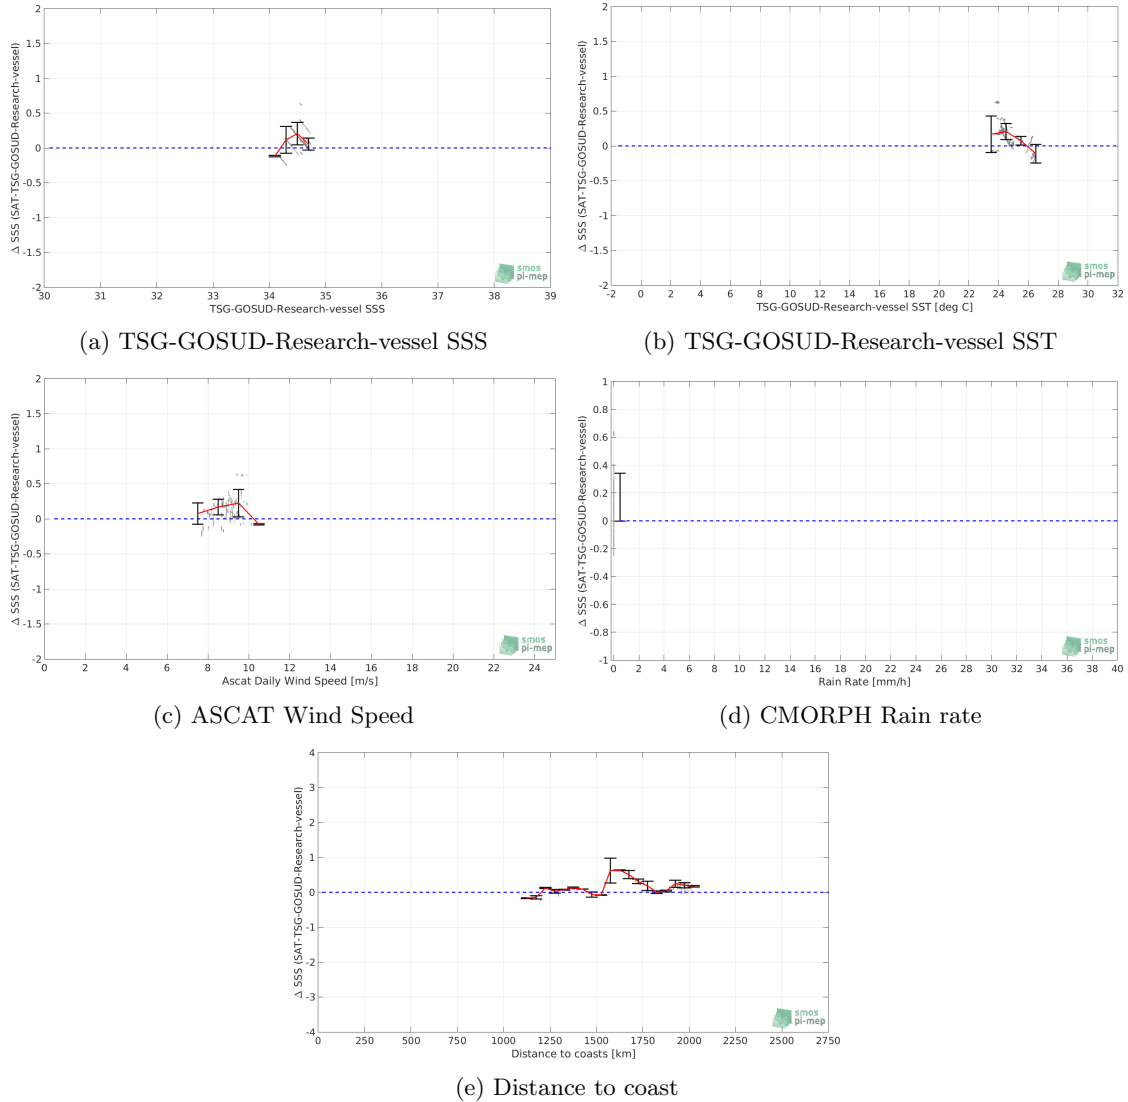 2
1.5
1
0.5
0
-0.5
-1
-1.5
-2
Δ SSS (SAT-TSG-GOSUD-Research-vessel)
30 31 32 33 34 35 36 37 38 39
TSG-GOSUD-Research-vessel SSS
smos
pi-mep
(a) TSG-GOSUD-Research-vessel SSS
2
1.5
1
0.5
0
-0.5
-1
-1.5
-2
Δ SSS (SAT-TSG-GOSUD-Research-vessel)
-2 0 2 4 6 8 10 12 14 16 18 20 22 24 26 28 30 32
TSG-GOSUD-Research-vessel SST [deg C]
smos
pi-mep
(b) TSG-GOSUD-Research-vessel SST
2
1.5
1
0.5
0
-0.5
-1
-1.5
-2
Δ SSS (SAT-TSG-GOSUD-Research-vessel)
0 2 4 6 8 10 12 14 16 18 20 22 24
Ascat Daily Wind Speed [m/s]
smos
pi-mep
(c) ASCAT Wind Speed
1
0.8
0.6
0.4
0.2
0
-0.2
-0.4
-0.6
-0.8
-1
Δ SSS (SAT-TSG-GOSUD-Research-vessel)
0 2 4 6 8 10 12 14 16 18 20 22 24 26 28 30 32 34 36 38 40
Rain Rate [mm/h]
smos
pi-mep
(d) CMORPH Rain rate
4
3
2
1
0
-1
-2
-3
-4
Δ SSS (SAT-TSG-GOSUD-Research-vessel)
0 250 500 750 1000 1250 1500 1750 2000 2250 2500 2750
Distance to coasts [km]
smos
pi-mep
(e) Distance to coast